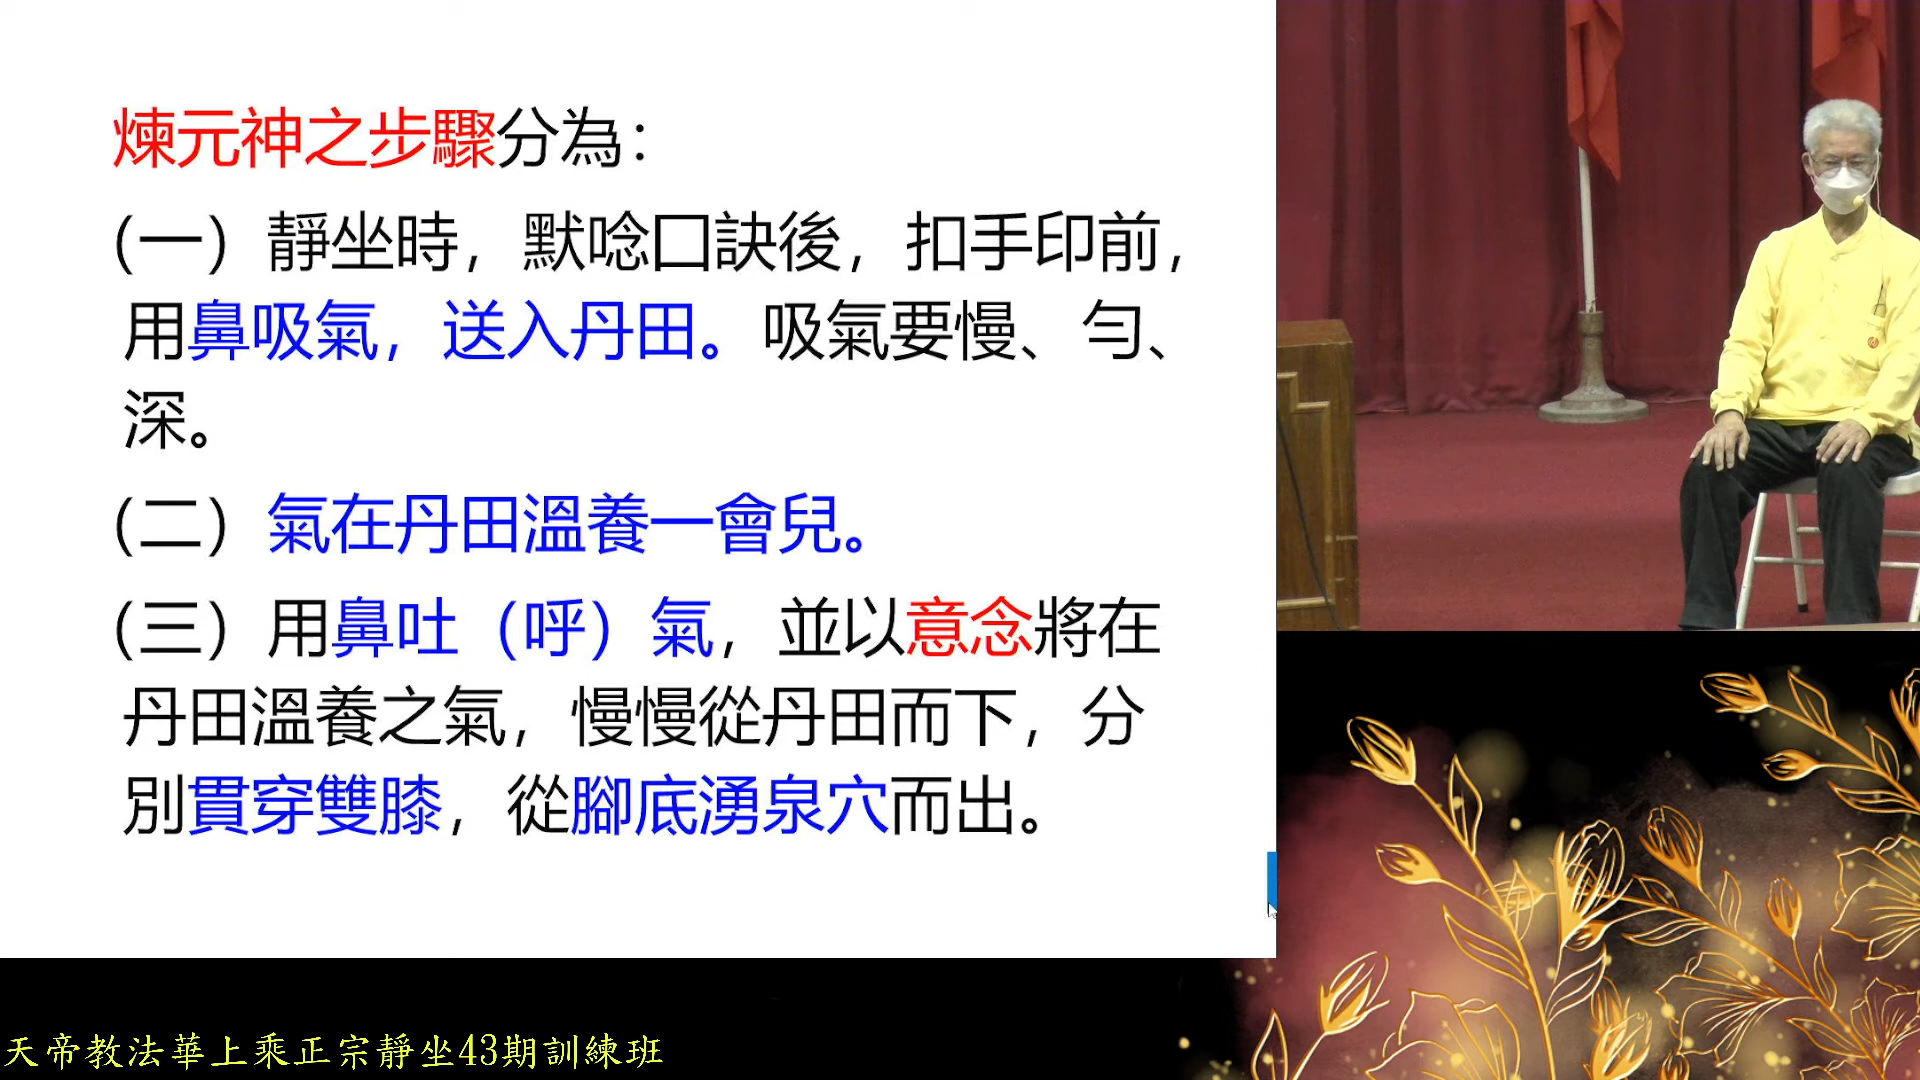 煉元神之步驟分為：
(一) 靜坐時，默唸口訣後，扣手印前，
用鼻吸氣，送入丹田。吸氣要慢、勻、
深。
(二) 氣在丹田溫養一會兒。
(三) 用鼻吐（呼）氣，並以意念將在
丹田溫養之氣，慢慢從丹田而下，分
別貫穿雙膝，從腳底湧泉穴而出。
天帝教法華上乘正宗靜坐43期訓練班